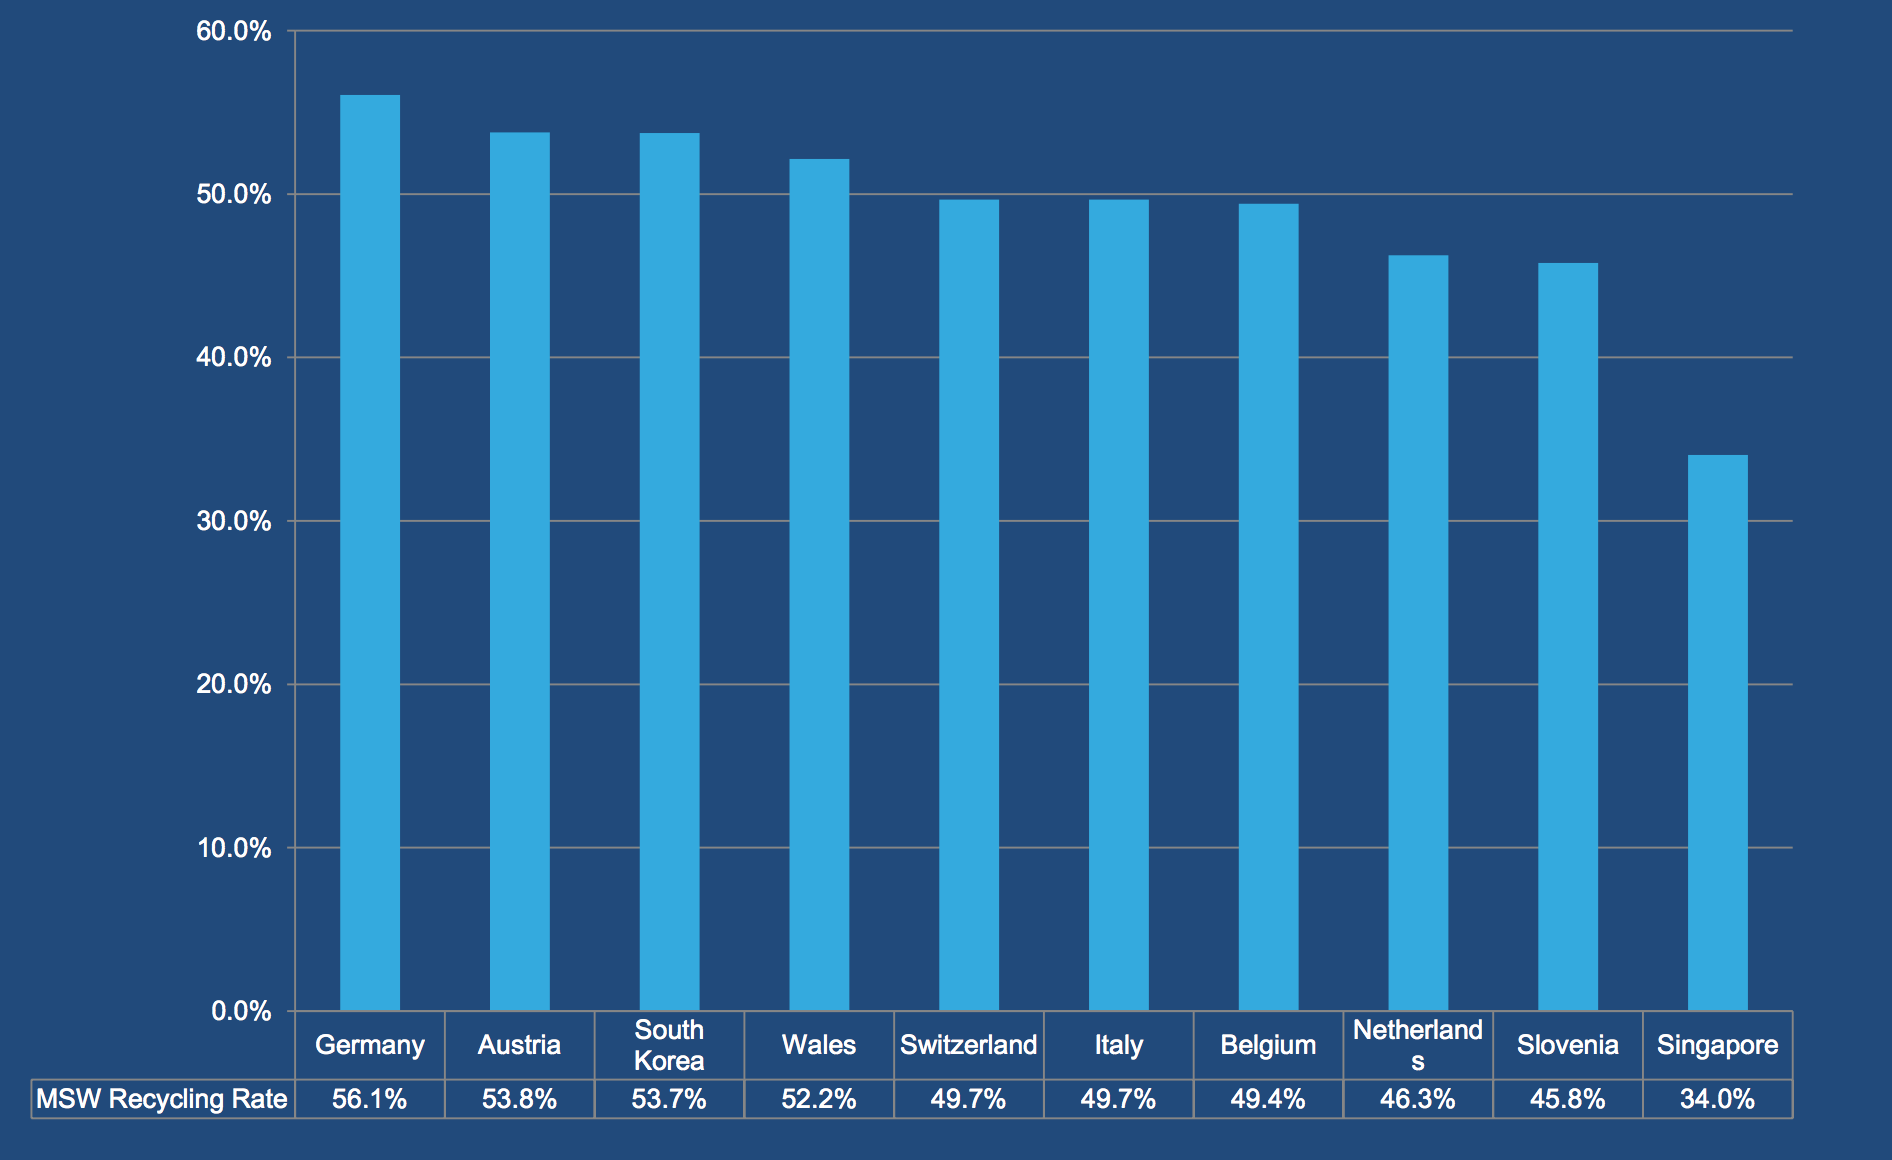 60.0%
50.0%
40.0%
30.0%
20.0%
10.0%
0.0%
Germany
Austria
South
Korea
Wales
Switzerland
Italy
Belgium
Netherland
s
Slovenia
Singapore
MSW Recycling Rate 56.1% 53.8% 53.7% 52.2% 49.7% 49.7% 49.4% 46.3% 45.8% 34.0%